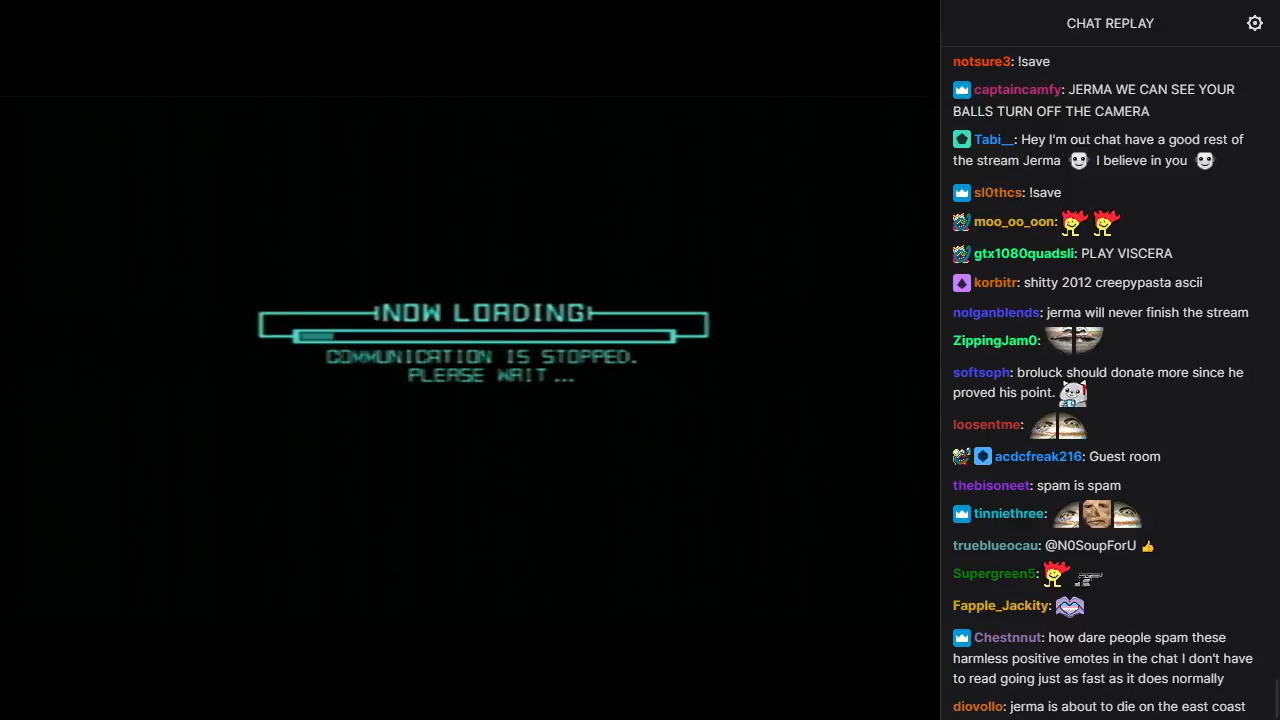 NOW LOADING
COMMUNICATION IS STOPPED.
PLEASE WAIT...
CHAT REPLAY
notsure3: !save
captaincamfy: JERMA WE CAN SEE YOUR
BALLS TURN OFF THE CAMERA
Tabi__: Hey I'm out chat have a good rest of
the stream Jerma I believe in you
sl0thcs: !save
moo_oo_oon:
gtx1080quadsli: PLAY VISCERA
korbitr: shitty 2012 creepypasta ascii
nolganblends: jerma will never finish the stream
ZippingJam0:
softsoph: broluck should donate more since he
proved his point.
loosentme:
acdcfreak216: Guest room
thebisoneet: spam is spam
tinniethree:
trueblueocau: @N0SoupForU 👍
Supergreen5:
Fapple_Jackity:
Chestnnut: how dare people spam these
harmless positive emotes in the chat I don't have
to read going just as fast as it does normally
diovollo: jerma is about to die on the east coast